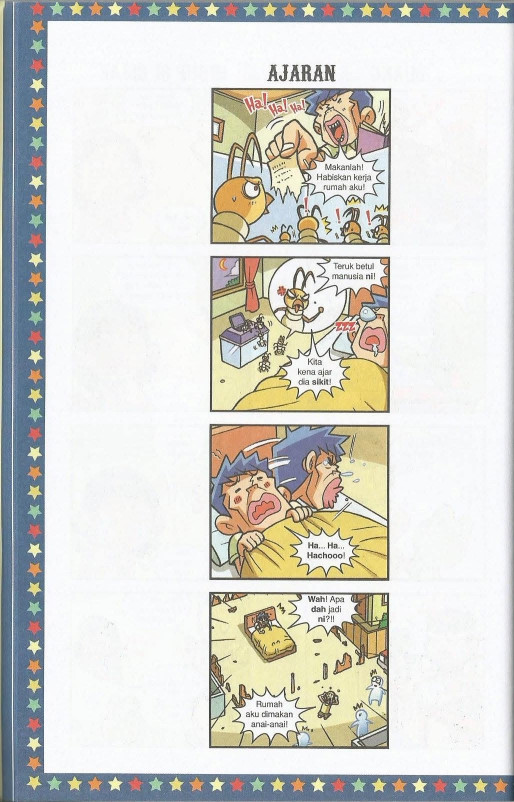 AJARAN
Ha! Ha! Ha!
Makanlah!
Habiskan kerja
rumah aku!
Teruk betul
manusia ni!
ZZZ
Kita
kena ajar
dia sikit!
Ha... Ha...
Hachooo!
Wah! Apa
dah jadi
ni?!!
Rumah
aku dimakan
anai-anai!